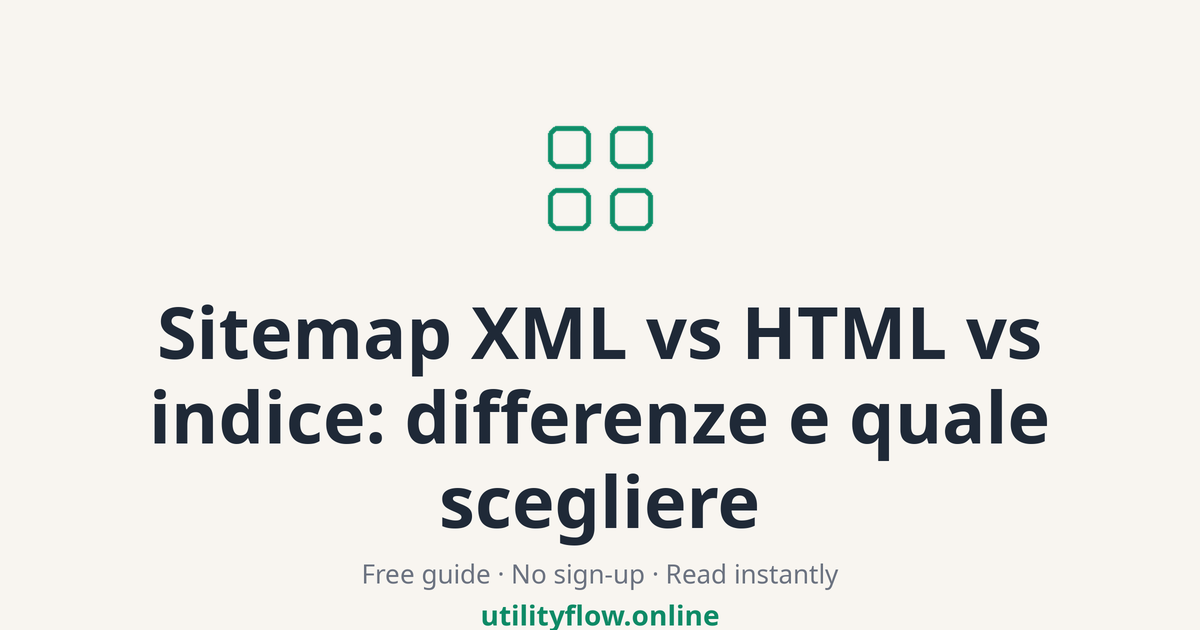 Sitemap XML vs HTML vs
indice: differenze e quale
scegliere
Free guide · No sign-up · Read instantly
utilityflow.online